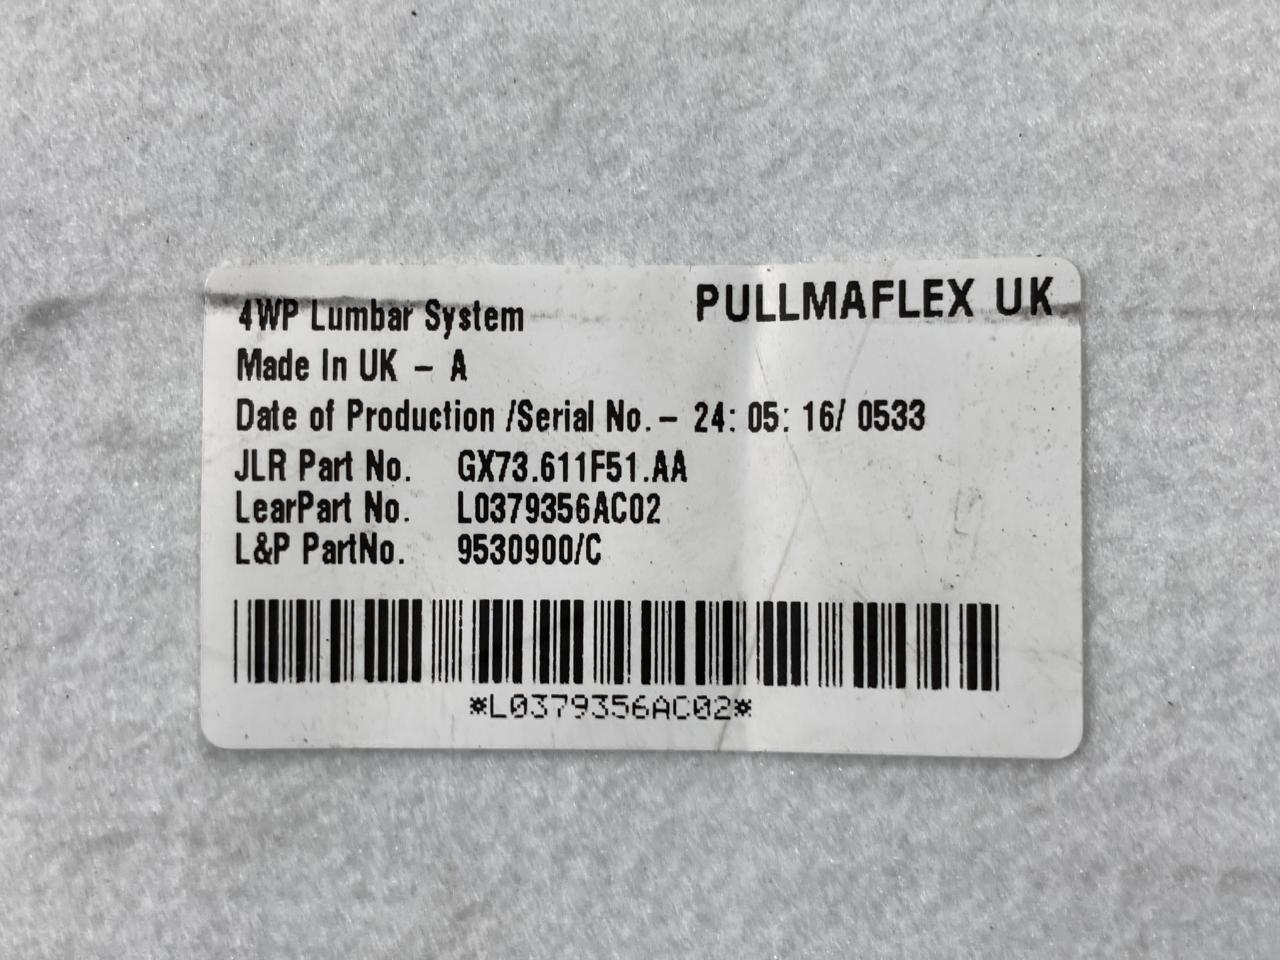 PULLMAFLEX UK
4WP Lumbar System
Made In UK - A
Date of Production /Serial No.- 24: 05: 16/ 0533
JLR Part No. GX73.611F51.AA
LearPart No. L0379356AC02
L&P PartNo. 9530900/C
*L0379356AC02*